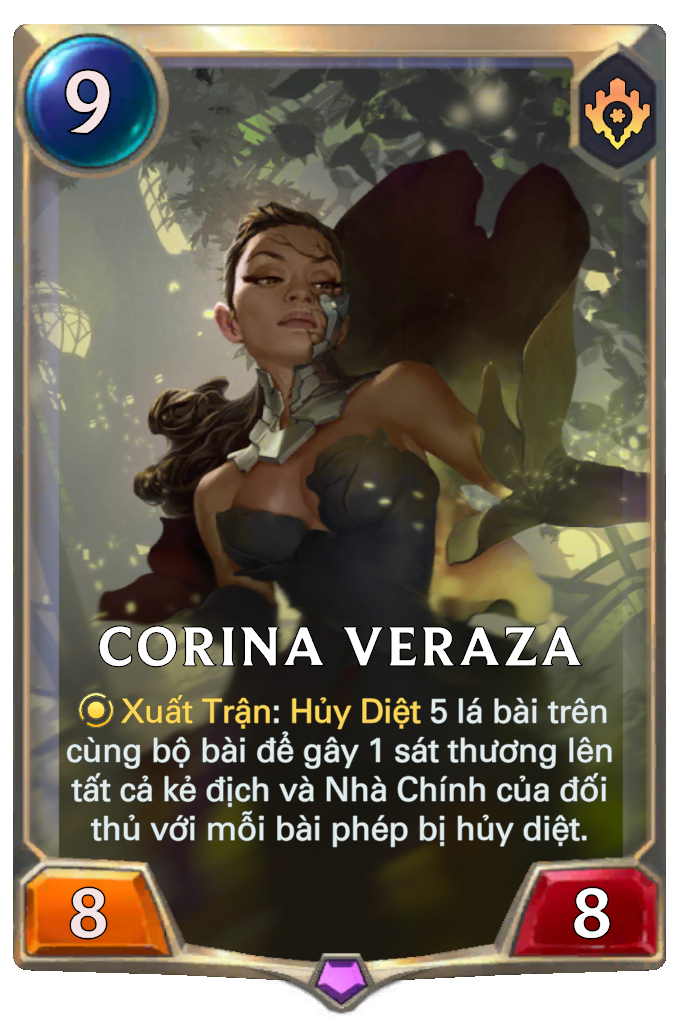 9
CORINA VERAZA
Xuất Trận: Hủy Diệt 5 lá bài trên
cùng bộ bài để gây 1 sát thương lên
tất cả kẻ địch và Nhà Chính của đối
thủ với mỗi bài phép bị hủy diệt.
8
8